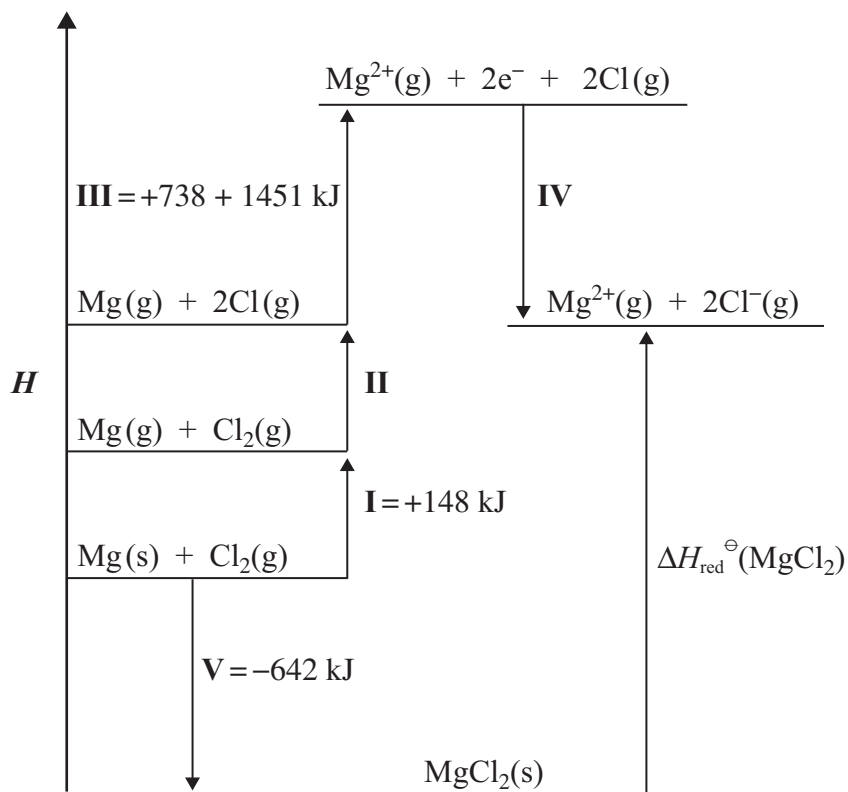 Mg²⁺(g) + 2e⁻ + 2Cl(g)
III = +738 + 1451 kJ
IV
Mg(g) + 2Cl(g)
Mg²⁺(g) + 2Cl⁻(g)
H
II
Mg(g) + Cl₂(g)
I = +148 kJ
Mg(s) + Cl₂(g)
ΔH_red^⊖(MgCl₂)
V = −642 kJ
MgCl₂(s)